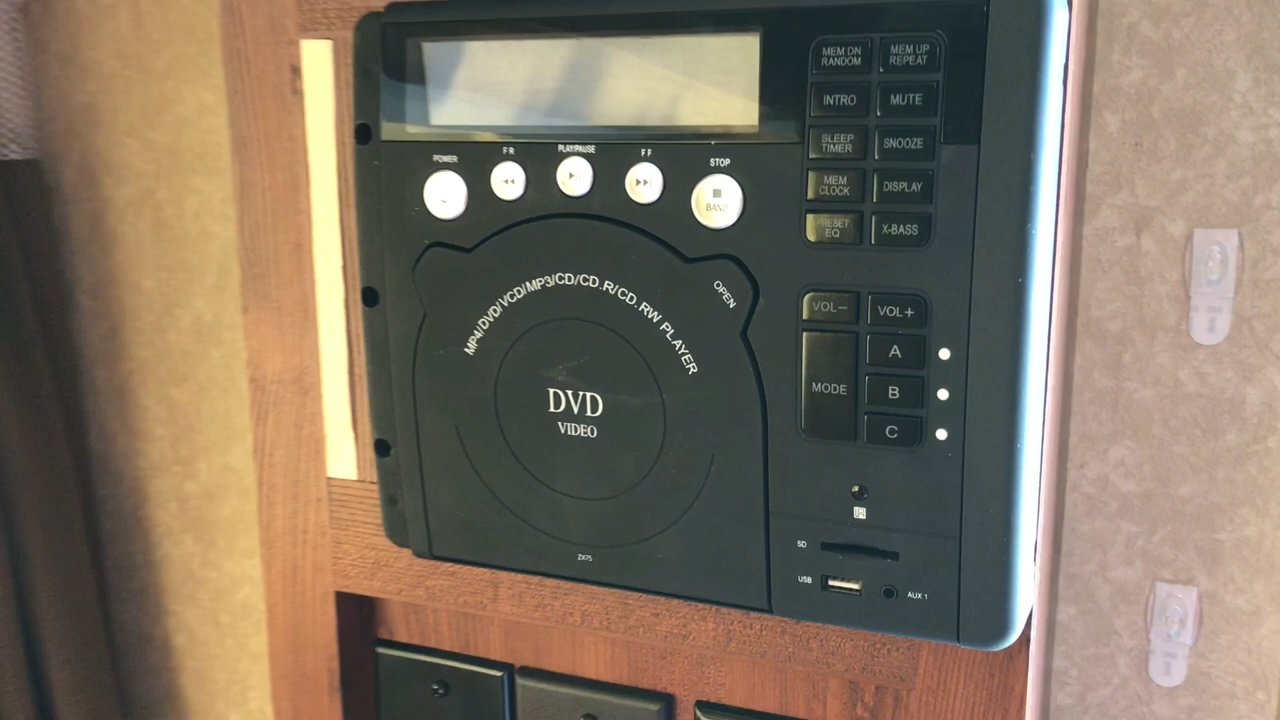 MEM DN
RANDOM
MEM UP
REPEAT
INTRO
MUTE
SLEEP
TIMER
SNOOZE
MEM
CLOCK
DISPLAY
PRESET
EQ
X-BASS
POWER
F R
PLAY/PAUSE
F F
STOP
BAND
OPEN
MP4/DVD/VCD/MP3/CD/CD.R/CD.RW PLAYER
DVD
VIDEO
ZX75
VOL−
VOL+
MODE
A
B
C
SD
USB
AUX 1